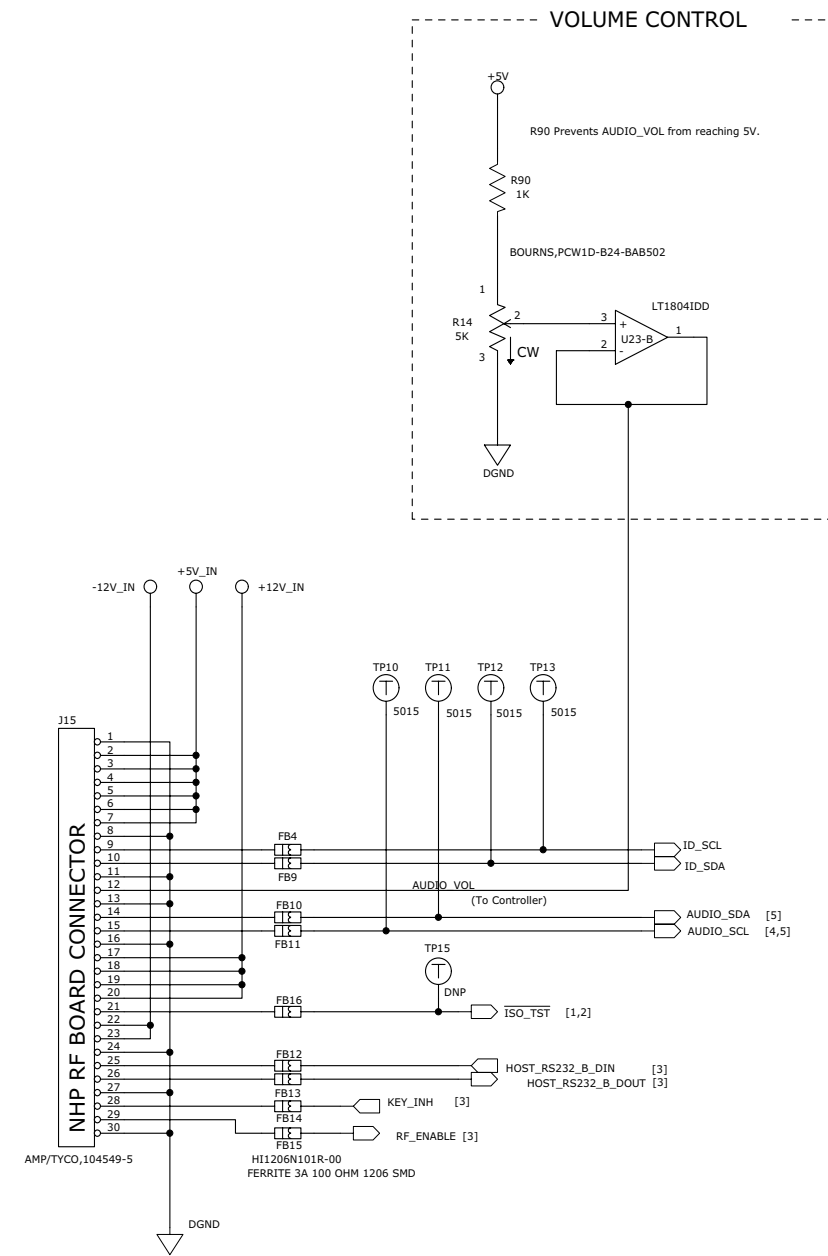 VOLUME CONTROL
+5V
R90 Prevents AUDIO_VOL from reaching 5V.
R90
1K
BOURNS,PCW1D-B24-BAB502
1
LT1804IDD
R14
5K
2
3
+
U23-B
1
2
-
3
CW
DGND
-12V_IN
+5V_IN
+12V_IN
TP10
TP11
TP12
TP13
T
T
T
T
5015
5015
5015
5015
J15
NHP RF BOARD CONNECTOR
1
2
3
4
5
6
7
8
9
10
11
12
13
14
15
16
17
18
19
20
21
22
23
24
25
26
27
28
29
30
FB4
ID_SCL
FB9
ID_SDA
AUDIO_VOL
(To Controller)
FB10
AUDIO_SDA [5]
FB11
AUDIO_SCL [4,5]
TP15
T
DNP
FB16
ISO_TST [1,2]
FB12
HOST_RS232_B_DIN [3]
HOST_RS232_B_DOUT [3]
FB13
KEY_INH [3]
FB14
RF_ENABLE [3]
FB15
AMP/TYCO,104549-5
HI1206N101R-00
FERRITE 3A 100 OHM 1206 SMD
DGND